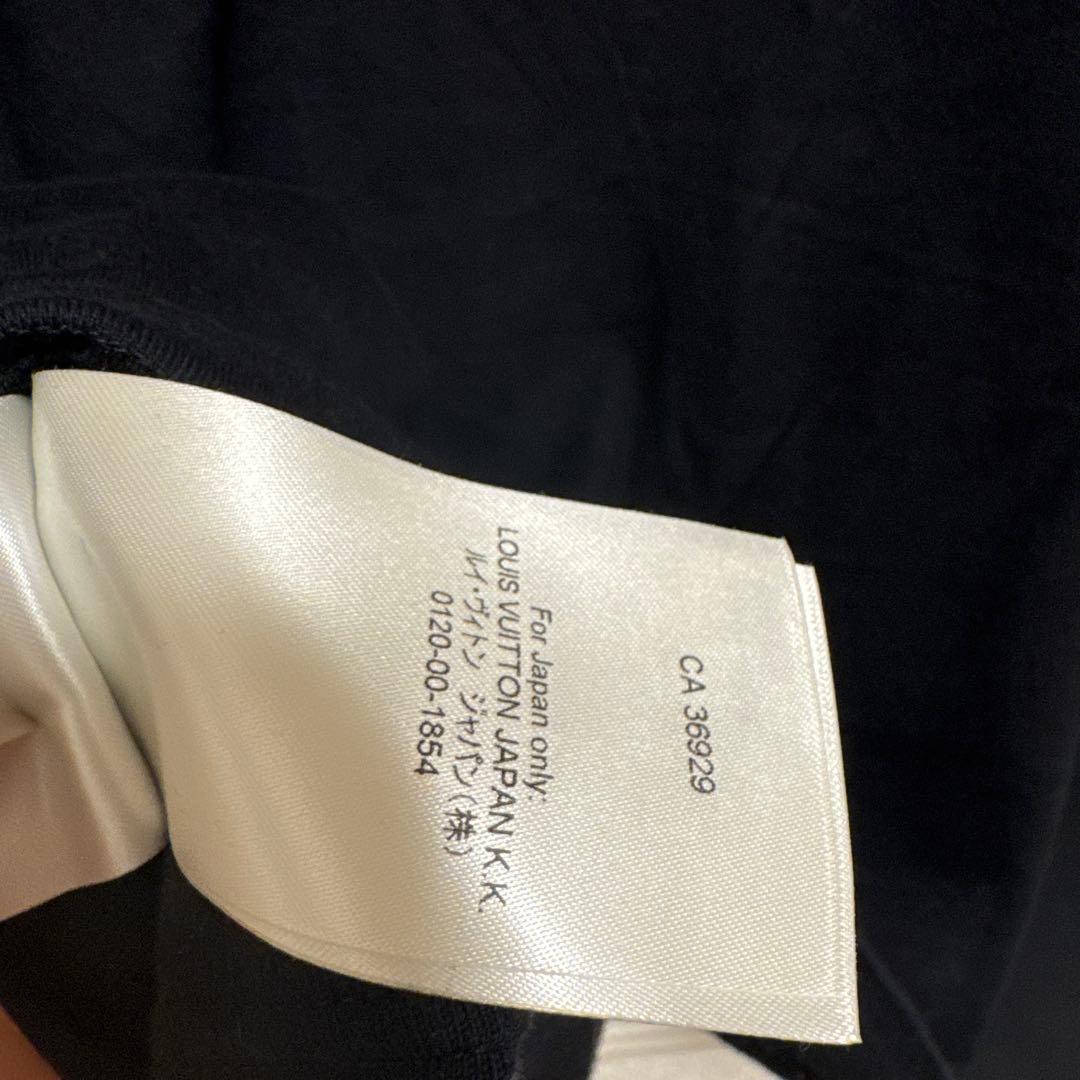 CA 36929
For Japan only:
LOUIS VUITTON JAPAN K.K.
ルイ・ヴィトン ジャパン(株)
0120-00-1854